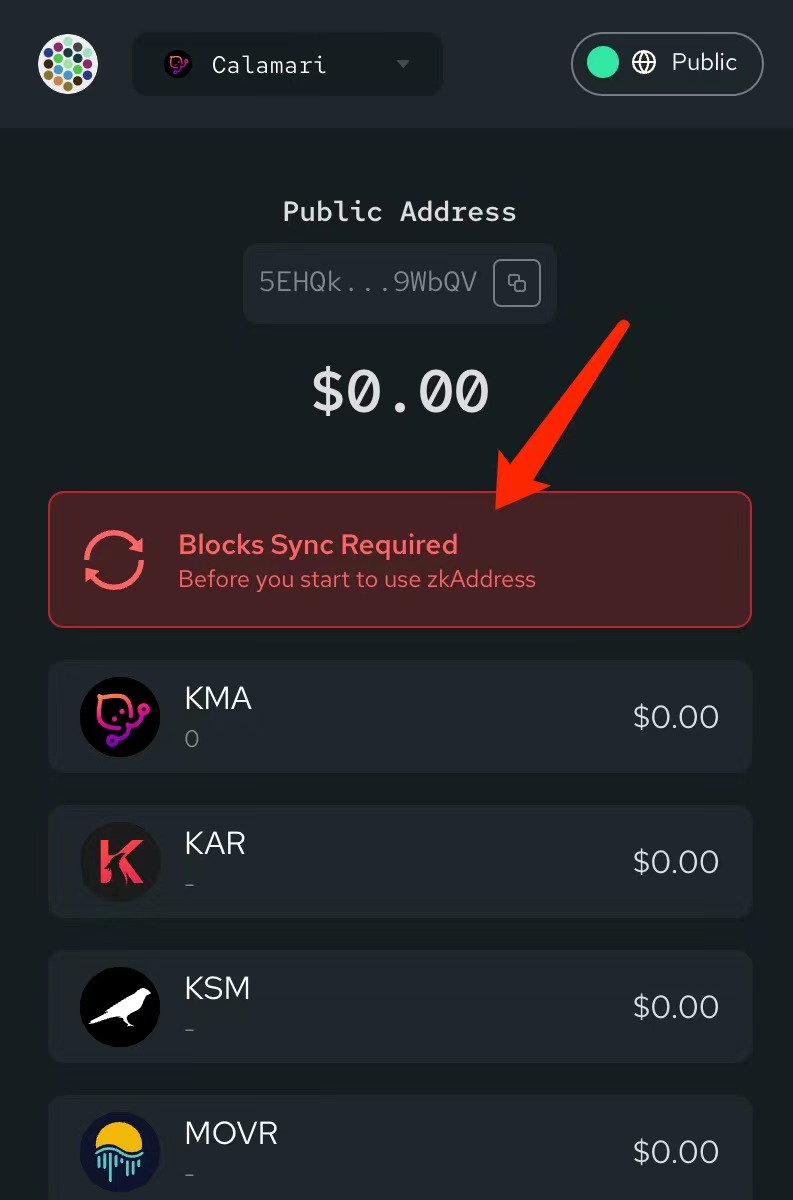 Calamari
Public
Public Address
5EHQk...9WbQV
$0.00
Blocks Sync Required
Before you start to use zkAddress
KMA
0
$0.00
KAR
-
$0.00
KSM
-
$0.00
MOVR
-
$0.00